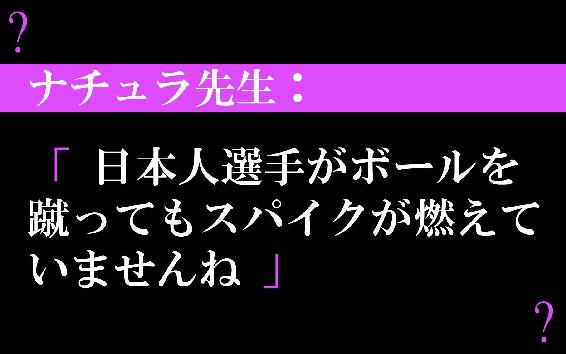 ?
ナチュラ先生：
「 日本人選手がボールを
蹴ってもスパイクが燃えて
いませんね 」
?